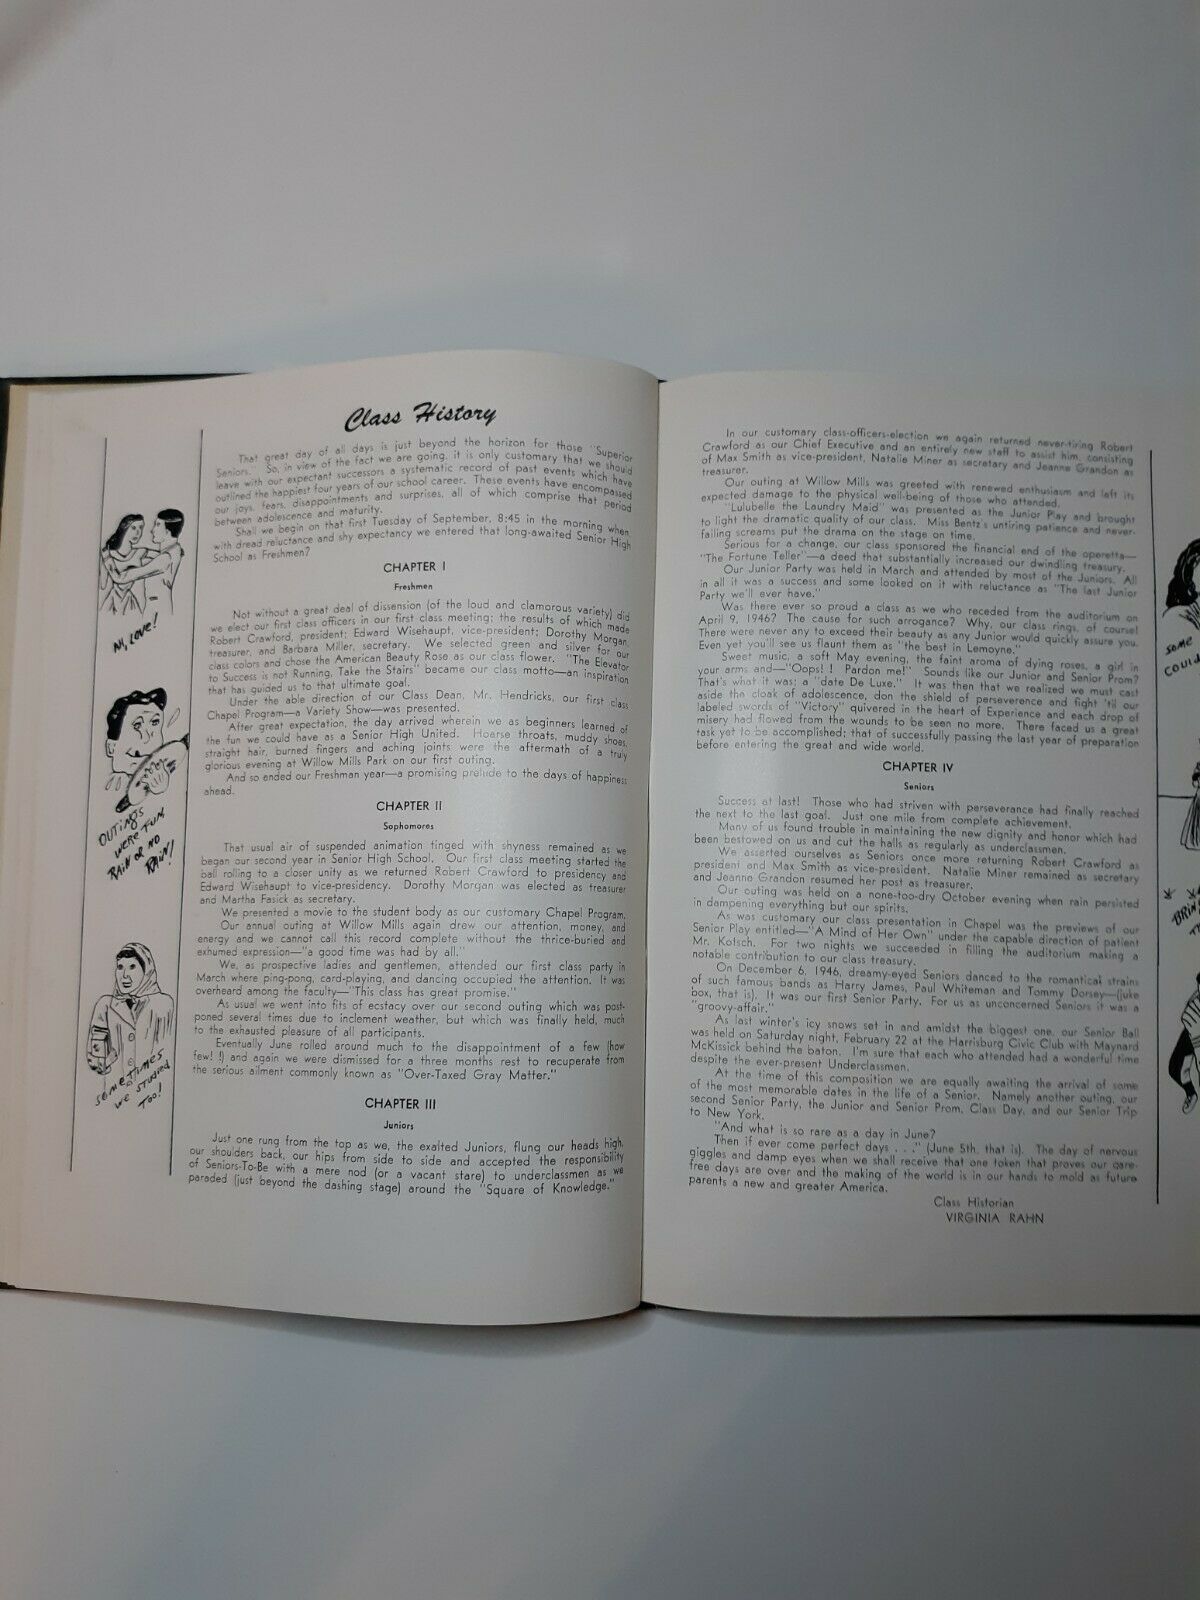 Class History
That great day of all days is just beyond the horizon for those "Superior
Seniors." So, in view of the fact we are going, it is only customary that we should
leave with our expectant successors a systematic record of past events which have
outlined the happiest four years of our school career. These events have encompassed
our joys, fears, disappointments and surprises, all of which comprise that period
between adolescence and maturity.
Shall we begin on that first Tuesday of September, 8:45 in the morning when
with dread reluctance and shy expectancy we entered that long-awaited Senior High
School as Freshmen?
CHAPTER I
Freshmen
Not without a great deal of dissension (of the loud and clamorous variety) did
we elect our first class officers in our first class meeting; the results of which made
Robert Crawford, president; Edward Wisehaupt, vice-president; Dorothy Morgan,
treasurer, and Barbara Miller, secretary. We selected green and silver for our
class colors and chose the American Beauty Rose as our class flower. "The Elevator
to Success is not Running, Take the Stairs" became our class motto—an inspiration
that has guided us to that ultimate goal.
Under the able direction of our Class Dean, Mr. Hendricks, our first class
Chapel Program—a Variety Show—was presented.
After great expectation, the day arrived wherein we as beginners learned of
the fun we could have as a Senior High United. Hoarse throats, muddy shoes,
straight hair, burned fingers and aching joints were the aftermath of a truly
glorious evening at Willow Mills Park on our first outing.
And so ended our Freshman year—a promising prelude to the days of happiness
ahead.
CHAPTER II
Sophomores
That usual air of suspended animation tinged with shyness remained as we
began our second year in Senior High School. Our first class meeting started the
ball rolling to a closer unity as we returned Robert Crawford to presidency and
Edward Wisehaupt to vice-presidency. Dorothy Morgan was elected as treasurer
and Martha Fasick as secretary.
We presented a movie to the student body as our customary Chapel Program.
Our annual outing at Willow Mills again drew our attention, money, and
energy and we cannot call this record complete without the thrice-buried and
exhumed expression—"a good time was had by all."
We, as prospective ladies and gentlemen, attended our first class party in
March where ping-pong, card-playing, and dancing occupied the attention. It was
overheard among the faculty—"This class has great promise."
As usual we went into fits of ecstacy over our second outing which was post-
poned several times due to inclement weather, but which was finally held, much
to the exhausted pleasure of all participants.
Eventually June rolled around much to the disappointment of a few (how
few! !) and again we were dismissed for a three months rest to recuperate from
the serious ailment commonly known as "Over-Taxed Gray Matter."
CHAPTER III
Juniors
Just one rung from the top as we, the exalted Juniors, flung our heads high,
our shoulders back, our hips from side to side and accepted the responsibility
of Seniors-To-Be with a mere nod (or a vacant stare) to underclassmen as we
paraded (just beyond the dashing stage) around the "Square of Knowledge."
AH, LOVE!
OUTINGS
WERE FUN
RAIN OR NO
RAIN!
SOMETIMES
WE STUDIED
TOO!
In our customary class-officers-election we again returned never-tiring Robert
Crawford as our Chief Executive and an entirely new staff to assist him, consisting
of Max Smith as vice-president, Natalie Miner as secretary and Jeanne Grandon as
treasurer.
Our outing at Willow Mills was greeted with renewed enthusiasm and left its
expected damage to the physical well-being of those who attended.
"Lulubelle the Laundry Maid" was presented as the Junior Play and brought
to light the dramatic quality of our class. Miss Bentz's untiring patience and never-
failing screams put the drama on the stage on time.
Serious for a change, our class sponsored the financial end of the operetta—
"The Fortune Teller"—a deed that substantially increased our dwindling treasury.
Our Junior Party was held in March and attended by most of the Juniors. All
in all it was a success and some looked on it with reluctance as "The last Junior
Party we'll ever have."
Was there ever so proud a class as we who receded from the auditorium on
April 9, 1946? The cause for such arrogance? Why, our class rings, of course!
There were never any to exceed their beauty as any Junior would quickly assure you.
Even yet you'll see us flaunt them as "the best in Lemoyne."
Sweet music, a soft May evening, the faint aroma of dying roses, a girl in
your arms and—"Oops! ! Pardon me!" Sounds like our Junior and Senior Prom?
That's what it was; a "date De Luxe." It was then that we realized we must cast
aside the cloak of adolescence, don the shield of perseverance and fight 'til our
labeled swords of "Victory" quivered in the heart of Experience and each drop of
misery had flowed from the wounds to be seen no more. There faced us a great
task yet to be accomplished; that of successfully passing the last year of preparation
before entering the great and wide world.
CHAPTER IV
Seniors
Success at last! Those who had striven with perseverance had finally reached
the next to the last goal. Just one mile from complete achievement.
Many of us found trouble in maintaining the new dignity and honor which had
been bestowed on us and cut the halls as regularly as underclassmen.
We asserted ourselves as Seniors once more returning Robert Crawford as
president and Max Smith as vice-president. Natalie Miner remained as secretary
and Jeanne Grandon resumed her post as treasurer.
Our outing was held on a none-too-dry October evening when rain persisted
in dampening everything but our spirits.
As was customary our class presentation in Chapel was the previews of our
Senior Play entitled—"A Mind of Her Own" under the capable direction of patient
Mr. Kotsch. For two nights we succeeded in filling the auditorium making a
notable contribution to our class treasury.
On December 6, 1946, dreamy-eyed Seniors danced to the romantical strains
of such famous bands as Harry James, Paul Whiteman and Tommy Dorsey—(juke
box, that is). It was our first Senior Party. For us as unconcerned Seniors it was a
"groovy-affair."
As last winter's icy snows set in and amidst the biggest one, our Senior Ball
was held on Saturday night, February 22 at the Harrisburg Civic Club with Maynard
McKissick behind the baton. I'm sure that each who attended had a wonderful time
despite the ever-present Underclassmen.
At the time of this composition we are equally awaiting the arrival of some
of the most memorable dates in the life of a Senior. Namely another outing, our
second Senior Party, the Junior and Senior Prom, Class Day, and our Senior Trip
to New York.
"And what is so rare as a day in June?
Then if ever come perfect days . . ." (June 5th, that is). The day of nervous
giggles and damp eyes when we shall receive that one token that proves our care-
free days are over and the making of the world is in our hands to mold as future
parents a new and greater America.
Class Historian
VIRGINIA RAHN
SOME
COULD
BRIN
TH